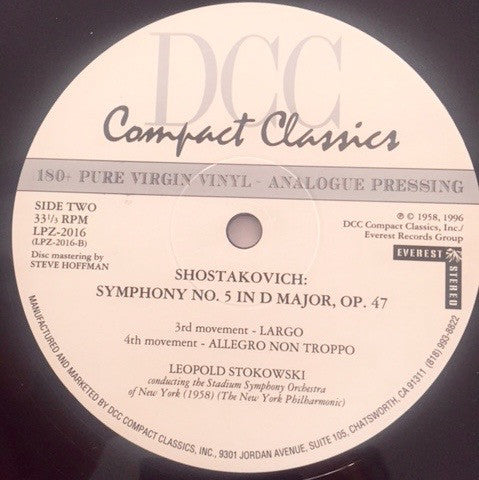 DCC
Compact Classics
180+ PURE VIRGIN VINYL - ANALOGUE PRESSING
SIDE TWO
33⅓ RPM
LPZ-2016
(LPZ-2016-B)
Disc mastering by
STEVE HOFFMAN
℗ © 1958, 1996
DCC Compact Classics, Inc./
Everest Records Group
EVEREST
STEREO
SHOSTAKOVICH:
SYMPHONY NO. 5 IN D MAJOR, OP. 47
3rd movement - LARGO
4th movement - ALLEGRO NON TROPPO
LEOPOLD STOKOWSKI
conducting the Stadium Symphony Orchestra
of New York (1958) (The New York Philharmonic)
MANUFACTURED AND MARKETED BY DCC COMPACT CLASSICS, INC., 9301 JORDAN AVENUE, SUITE 105, CHATSWORTH, CA 91311 (818) 993-8822